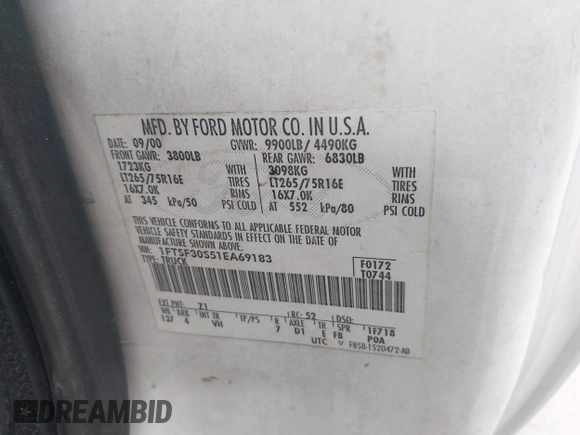 MFD. BY FORD MOTOR CO. IN U.S.A.
DATE: 09/00 GVWR: 9900LB/ 4490KG
FRONT GAWR: 3800LB REAR GAWR: 6830LB
1723KG WITH 3098KG WITH
LT265/75R16E TIRES LT265/75R16E TIRES
16X7.0K RIMS 16X7.0K RIMS
AT 345 kPa/50 PSI COLD AT 552 kPa/80 PSI COLD
THIS VEHICLE CONFORMS TO ALL APPLICABLE FEDERAL MOTOR
VEHICLE SAFETY STANDARDS IN EFFECT ON THE DATE OF
MANUFACTURE SHOWN ABOVE.
VIN: 1FTSF30S51EA69183 F0172
TYPE: TRUCK T0744
EXT PNT: Z1 RC: 52 DSO:
WB BRK INT TR TP/PS R AXLE TR SPR 1F718
137 4 VH 7 D1 E FB POA
UTC F85B-1520472-AB
DREAMBID